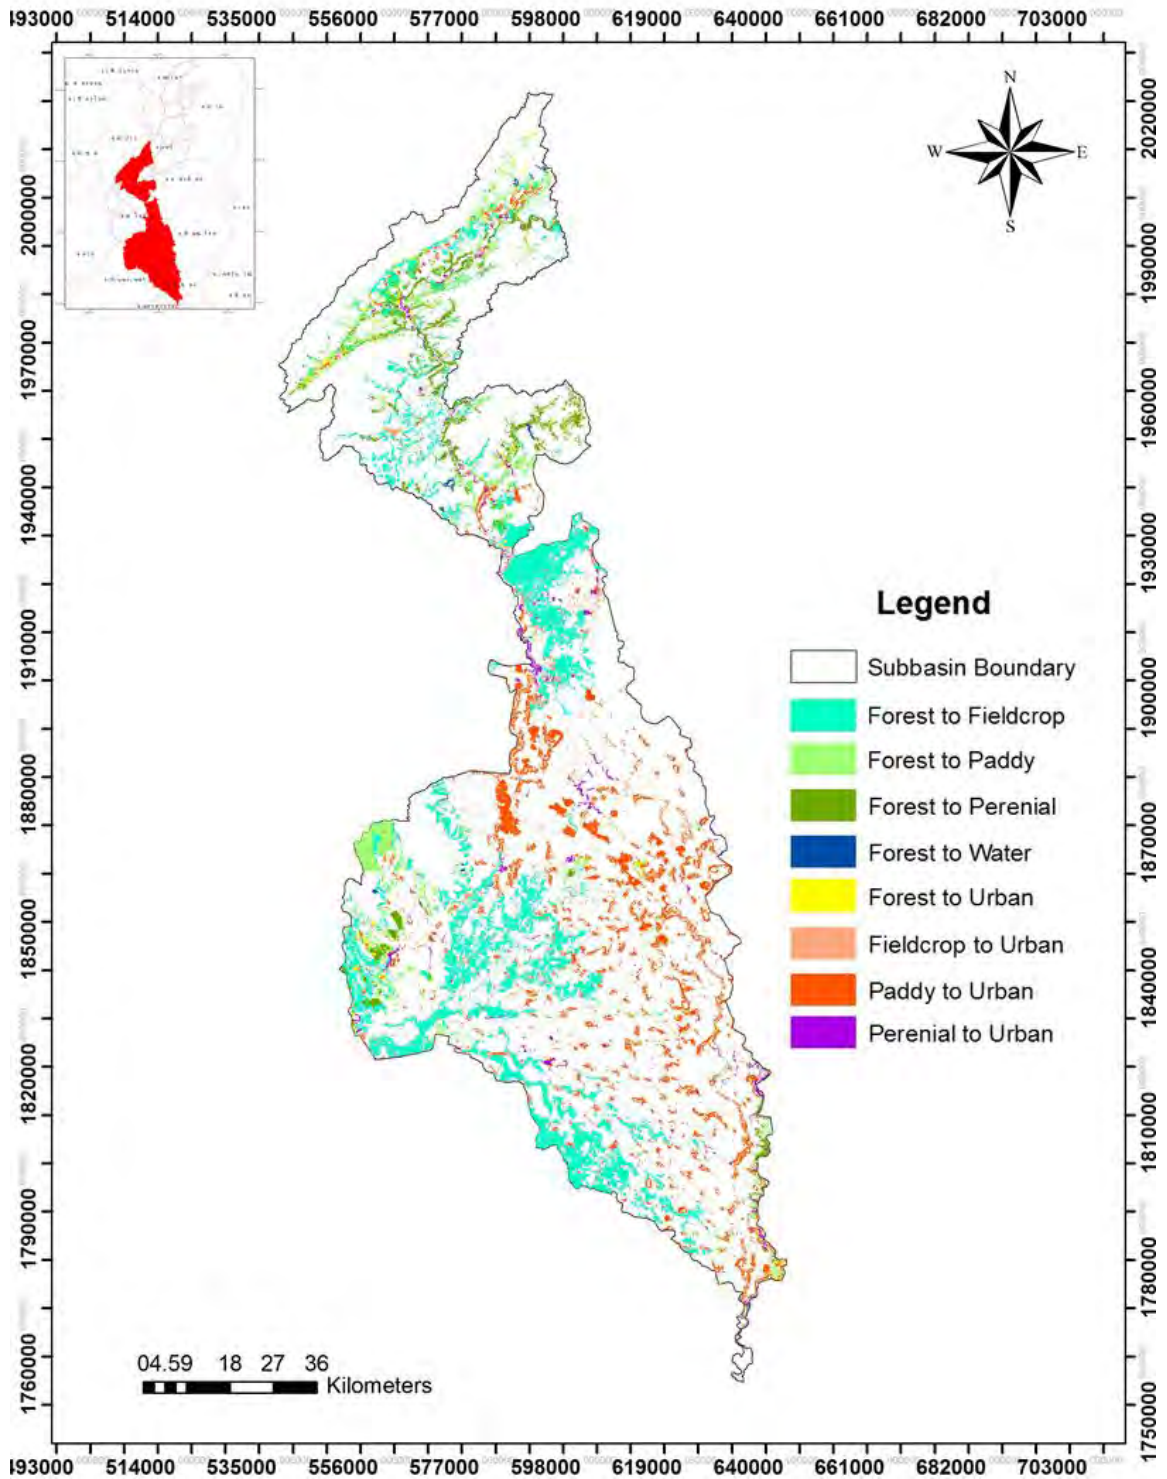 493000 514000 535000 556000 577000 598000 619000 640000 661000 682000 703000
N
W E
S
2020000
2000000
1990000
1970000
1960000
1940000
1930000
Legend
1910000
Subbasin Boundary
1900000
Forest to Fieldcrop
Forest to Paddy
1880000
Forest to Perenial
1870000
Forest to Water
Forest to Urban
1850000
Fieldcrop to Urban
1840000
Paddy to Urban
Perenial to Urban
1820000
1810000
1790000
1780000
1760000
1750000
04.59 18 27 36
Kilometers
493000 514000 535000 556000 577000 598000 619000 640000 661000 682000 703000